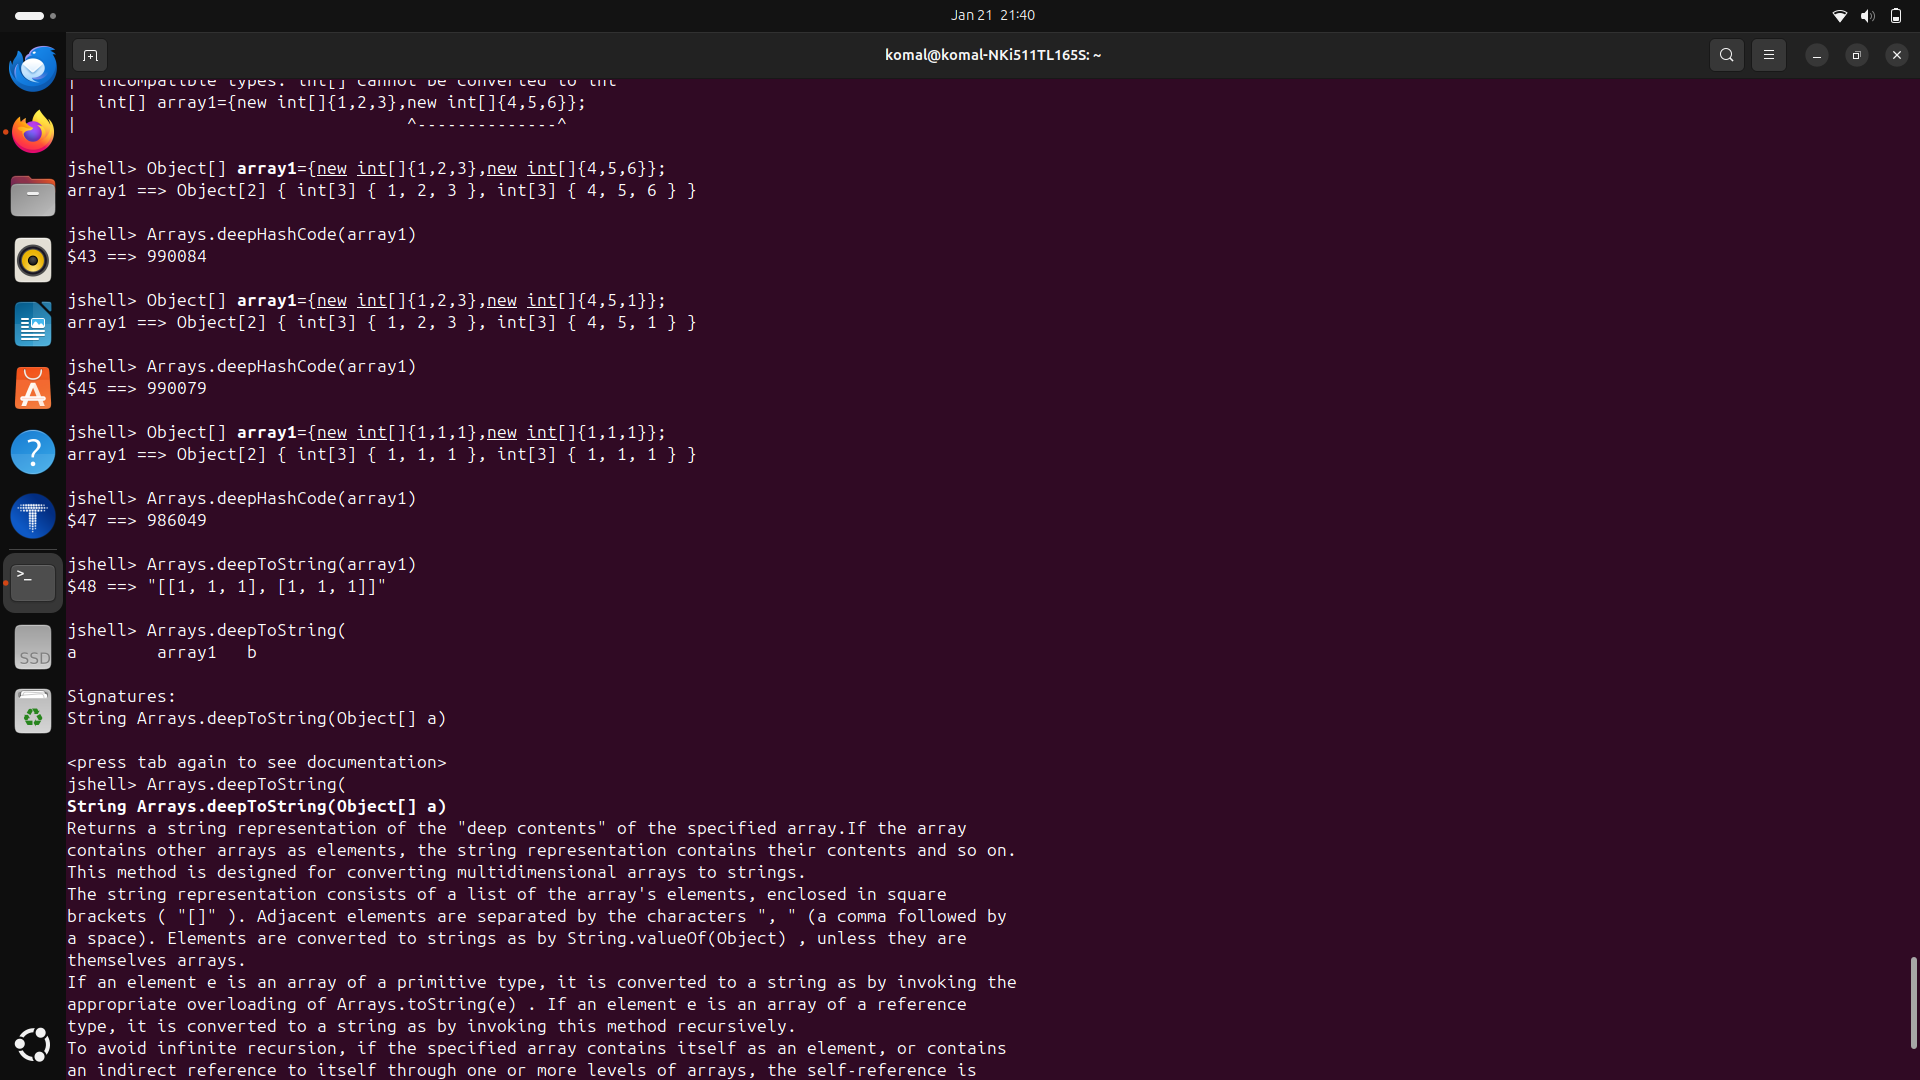 Jan 21 21:40
komal@komal-NKi511TL165S: ~
| incompatible types: int[] cannot be converted to int
| int[] array1={new int[]{1,2,3},new int[]{4,5,6}};
| ^--------------^
jshell> Object[] array1={new int[]{1,2,3},new int[]{4,5,6}};
array1 ==> Object[2] { int[3] { 1, 2, 3 }, int[3] { 4, 5, 6 } }
jshell> Arrays.deepHashCode(array1)
$43 ==> 990084
jshell> Object[] array1={new int[]{1,2,3},new int[]{4,5,1}};
array1 ==> Object[2] { int[3] { 1, 2, 3 }, int[3] { 4, 5, 1 } }
jshell> Arrays.deepHashCode(array1)
$45 ==> 990079
jshell> Object[] array1={new int[]{1,1,1},new int[]{1,1,1}};
array1 ==> Object[2] { int[3] { 1, 1, 1 }, int[3] { 1, 1, 1 } }
jshell> Arrays.deepHashCode(array1)
$47 ==> 986049
jshell> Arrays.deepToString(array1)
$48 ==> "[[1, 1, 1], [1, 1, 1]]"
jshell> Arrays.deepToString(
a array1 b
Signatures:
String Arrays.deepToString(Object[] a)
<press tab again to see documentation>
jshell> Arrays.deepToString(
String Arrays.deepToString(Object[] a)
Returns a string representation of the "deep contents" of the specified array.If the array
contains other arrays as elements, the string representation contains their contents and so on.
This method is designed for converting multidimensional arrays to strings.
The string representation consists of a list of the array's elements, enclosed in square
brackets ( "[]" ). Adjacent elements are separated by the characters ", " (a comma followed by
a space). Elements are converted to strings as by String.valueOf(Object) , unless they are
themselves arrays.
If an element e is an array of a primitive type, it is converted to a string as by invoking the
appropriate overloading of Arrays.toString(e) . If an element e is an array of a reference
type, it is converted to a string as by invoking this method recursively.
To avoid infinite recursion, if the specified array contains itself as an element, or contains
an indirect reference to itself through one or more levels of arrays, the self-reference is
SSD